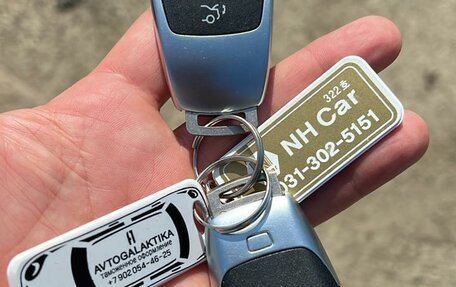 322호
NH Car
031-302-5151
AVTOGALAKTIKA
таможенное оформление
+7 902 054-46-25